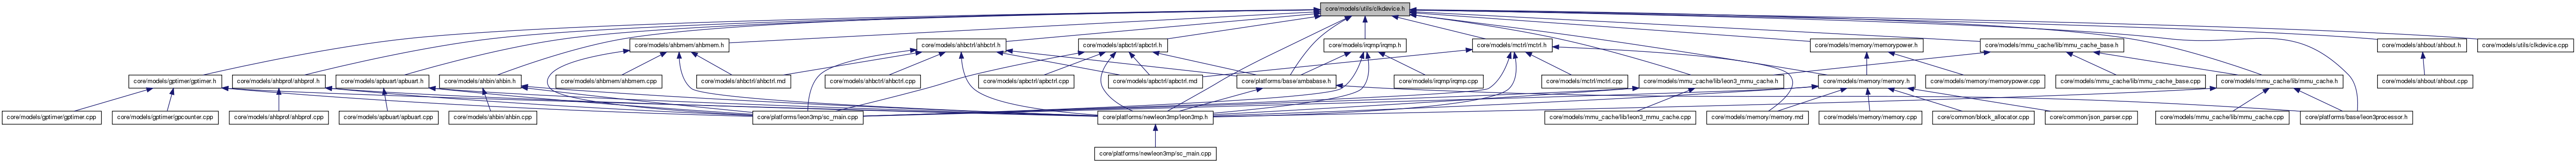 core/models/utils/clkdevice.h
core/models/ahbmem/ahbmem.h
core/models/ahbctrl/ahbctrl.h
core/models/apbctrl/apbctrl.h
core/models/irqmp/irqmp.h
core/models/mctrl/mctrl.h
core/models/memory/memorypower.h
core/models/mmu_cache/lib/mmu_cache_base.h
core/models/ahbout/ahbout.h
core/models/utils/clkdevice.cpp
core/models/gptimer/gptimer.h
core/models/ahbprof/ahbprof.h
core/models/apbuart/apbuart.h
core/models/ahbin/ahbin.h
core/models/ahbmem/ahbmem.cpp
core/models/ahbctrl/ahbctrl.md
core/models/ahbctrl/ahbctrl.cpp
core/models/apbctrl/apbctrl.cpp
core/models/apbctrl/apbctrl.md
core/platforms/base/ambabase.h
core/models/irqmp/irqmp.cpp
core/models/mctrl/mctrl.cpp
core/models/mmu_cache/lib/leon3_mmu_cache.h
core/models/memory/memory.h
core/models/memory/memorypower.cpp
core/models/mmu_cache/lib/mmu_cache_base.cpp
core/models/mmu_cache/lib/mmu_cache.h
core/models/ahbout/ahbout.cpp
core/models/gptimer/gptimer.cpp
core/models/gptimer/gpcounter.cpp
core/models/ahbprof/ahbprof.cpp
core/models/apbuart/apbuart.cpp
core/models/ahbin/ahbin.cpp
core/platforms/leon3mp/sc_main.cpp
core/platforms/newleon3mp/leon3mp.h
core/models/mmu_cache/lib/leon3_mmu_cache.cpp
core/models/memory/memory.md
core/models/memory/memory.cpp
core/common/block_allocator.cpp
core/common/json_parser.cpp
core/models/mmu_cache/lib/mmu_cache.cpp
core/platforms/base/leon3processor.h
core/platforms/newleon3mp/sc_main.cpp